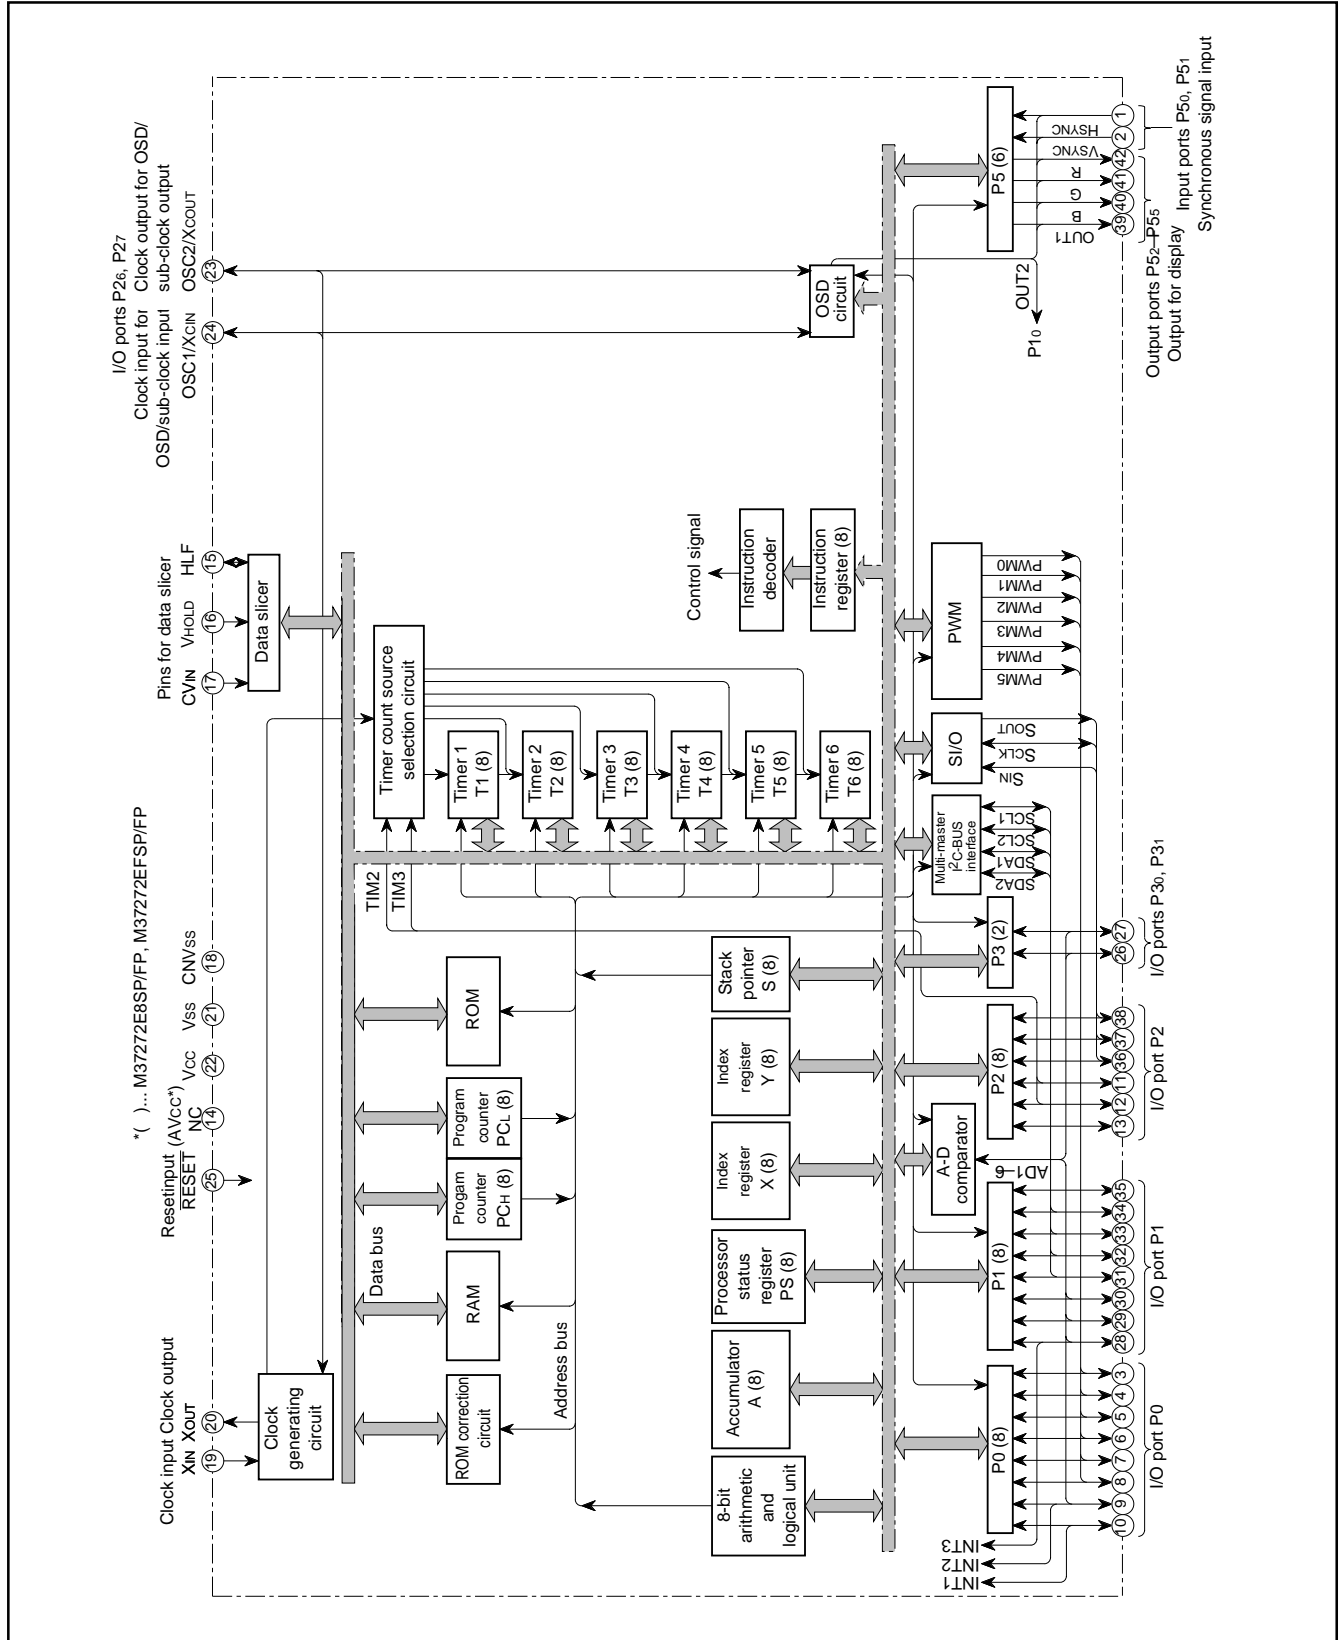 Clock input Clock output
XIN XOUT
19
20
Resetinput
RESET
25
(AVCC*)
NC
14
VCC
22
VSS
21
CNVSS
18
*( )... M37272E8SP/FP, M37272EFSP/FP
Pins for data slicer
CVIN
17
VHOLD
16
HLF
15
I/O ports P26, P27
Clock input for
OSD/sub-clock input
OSC1/XCIN
24
Clock output for OSD/
sub-clock output
OSC2/XCOUT
23
Clock
generating
circuit
Data slicer
Data bus
ROM correction
circuit
RAM
Progam
counter
PCH (8)
Program
counter
PCL (8)
ROM
TIM2
TIM3
Timer count source
selection circuit
Timer 1
T1 (8)
Timer 2
T2 (8)
Timer 3
T3 (8)
Timer 4
T4 (8)
Timer 5
T5 (8)
Timer 6
T6 (8)
Address bus
8-bit
arithmetic
and
logical unit
Accumulator
A (8)
Processor
status
register
PS (8)
Index
register
X (8)
Index
register
Y (8)
Stack
pointer
S (8)
Control signal
Instruction
decoder
Instruction
register (8)
OSD
circuit
OUT2
P10
INT1
INT2
INT3
P0 (8)
P1 (8)
A-D
comparator
AD1–6
P2 (8)
P3 (2)
Multi-master
I2C-BUS
interface
SDA2
SDA1
SCL2
SCL1
SI/O
SIN
SCLK
SOUT
PWM
PWM5
PWM4
PWM3
PWM2
PWM1
PWM0
P5 (6)
OUT1
B
G
R
VSYNC
HSYNC
10
9
8
7
6
5
4
3
I/O port P0
28
29
30
31
32
33
34
35
I/O port P1
13
12
11
36
37
38
I/O port P2
26
27
I/O ports P30, P31
39
40
41
42
2
1
Output ports P52–P55
Output for display
Input ports P50, P51
Synchronous signal input